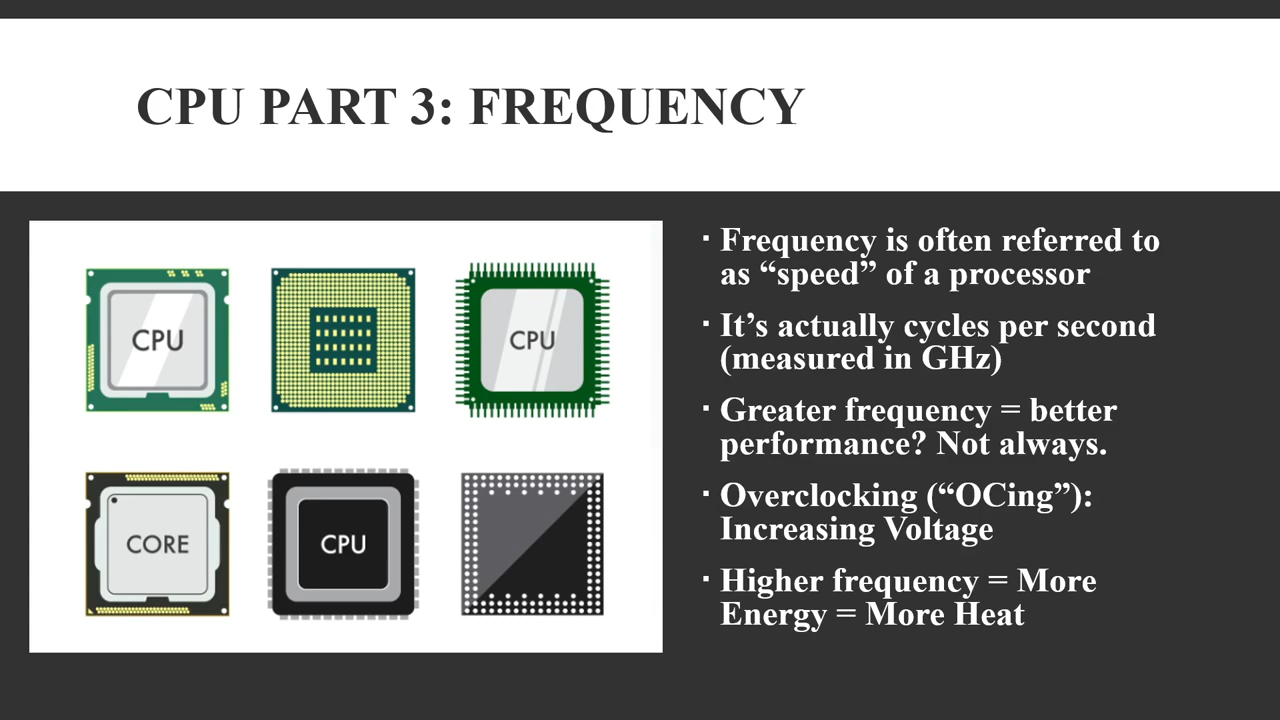 CPU PART 3: FREQUENCY
CPU
CPU
CORE
CPU
▪ Frequency is often referred to
as “speed” of a processor
▪ It’s actually cycles per second
(measured in GHz)
▪ Greater frequency = better
performance? Not always.
▪ Overclocking (“OCing”):
Increasing Voltage
▪ Higher frequency = More
Energy = More Heat